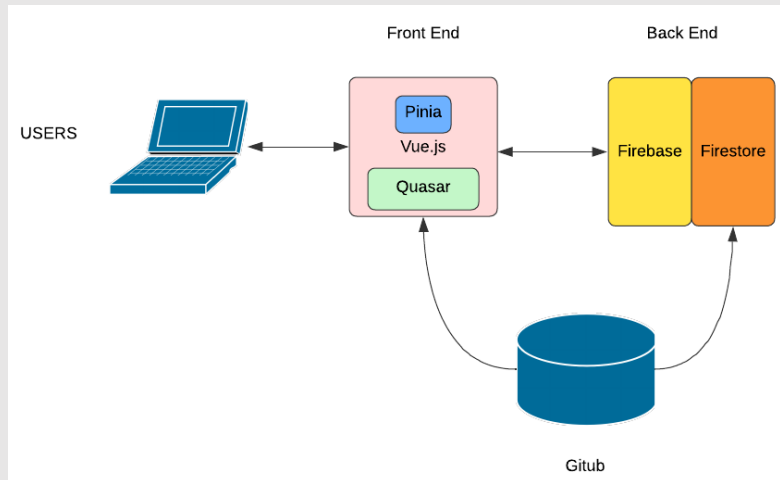 Front End
Back End
USERS
Pinia
Vue.js
Quasar
Firebase
Firestore
Gitub